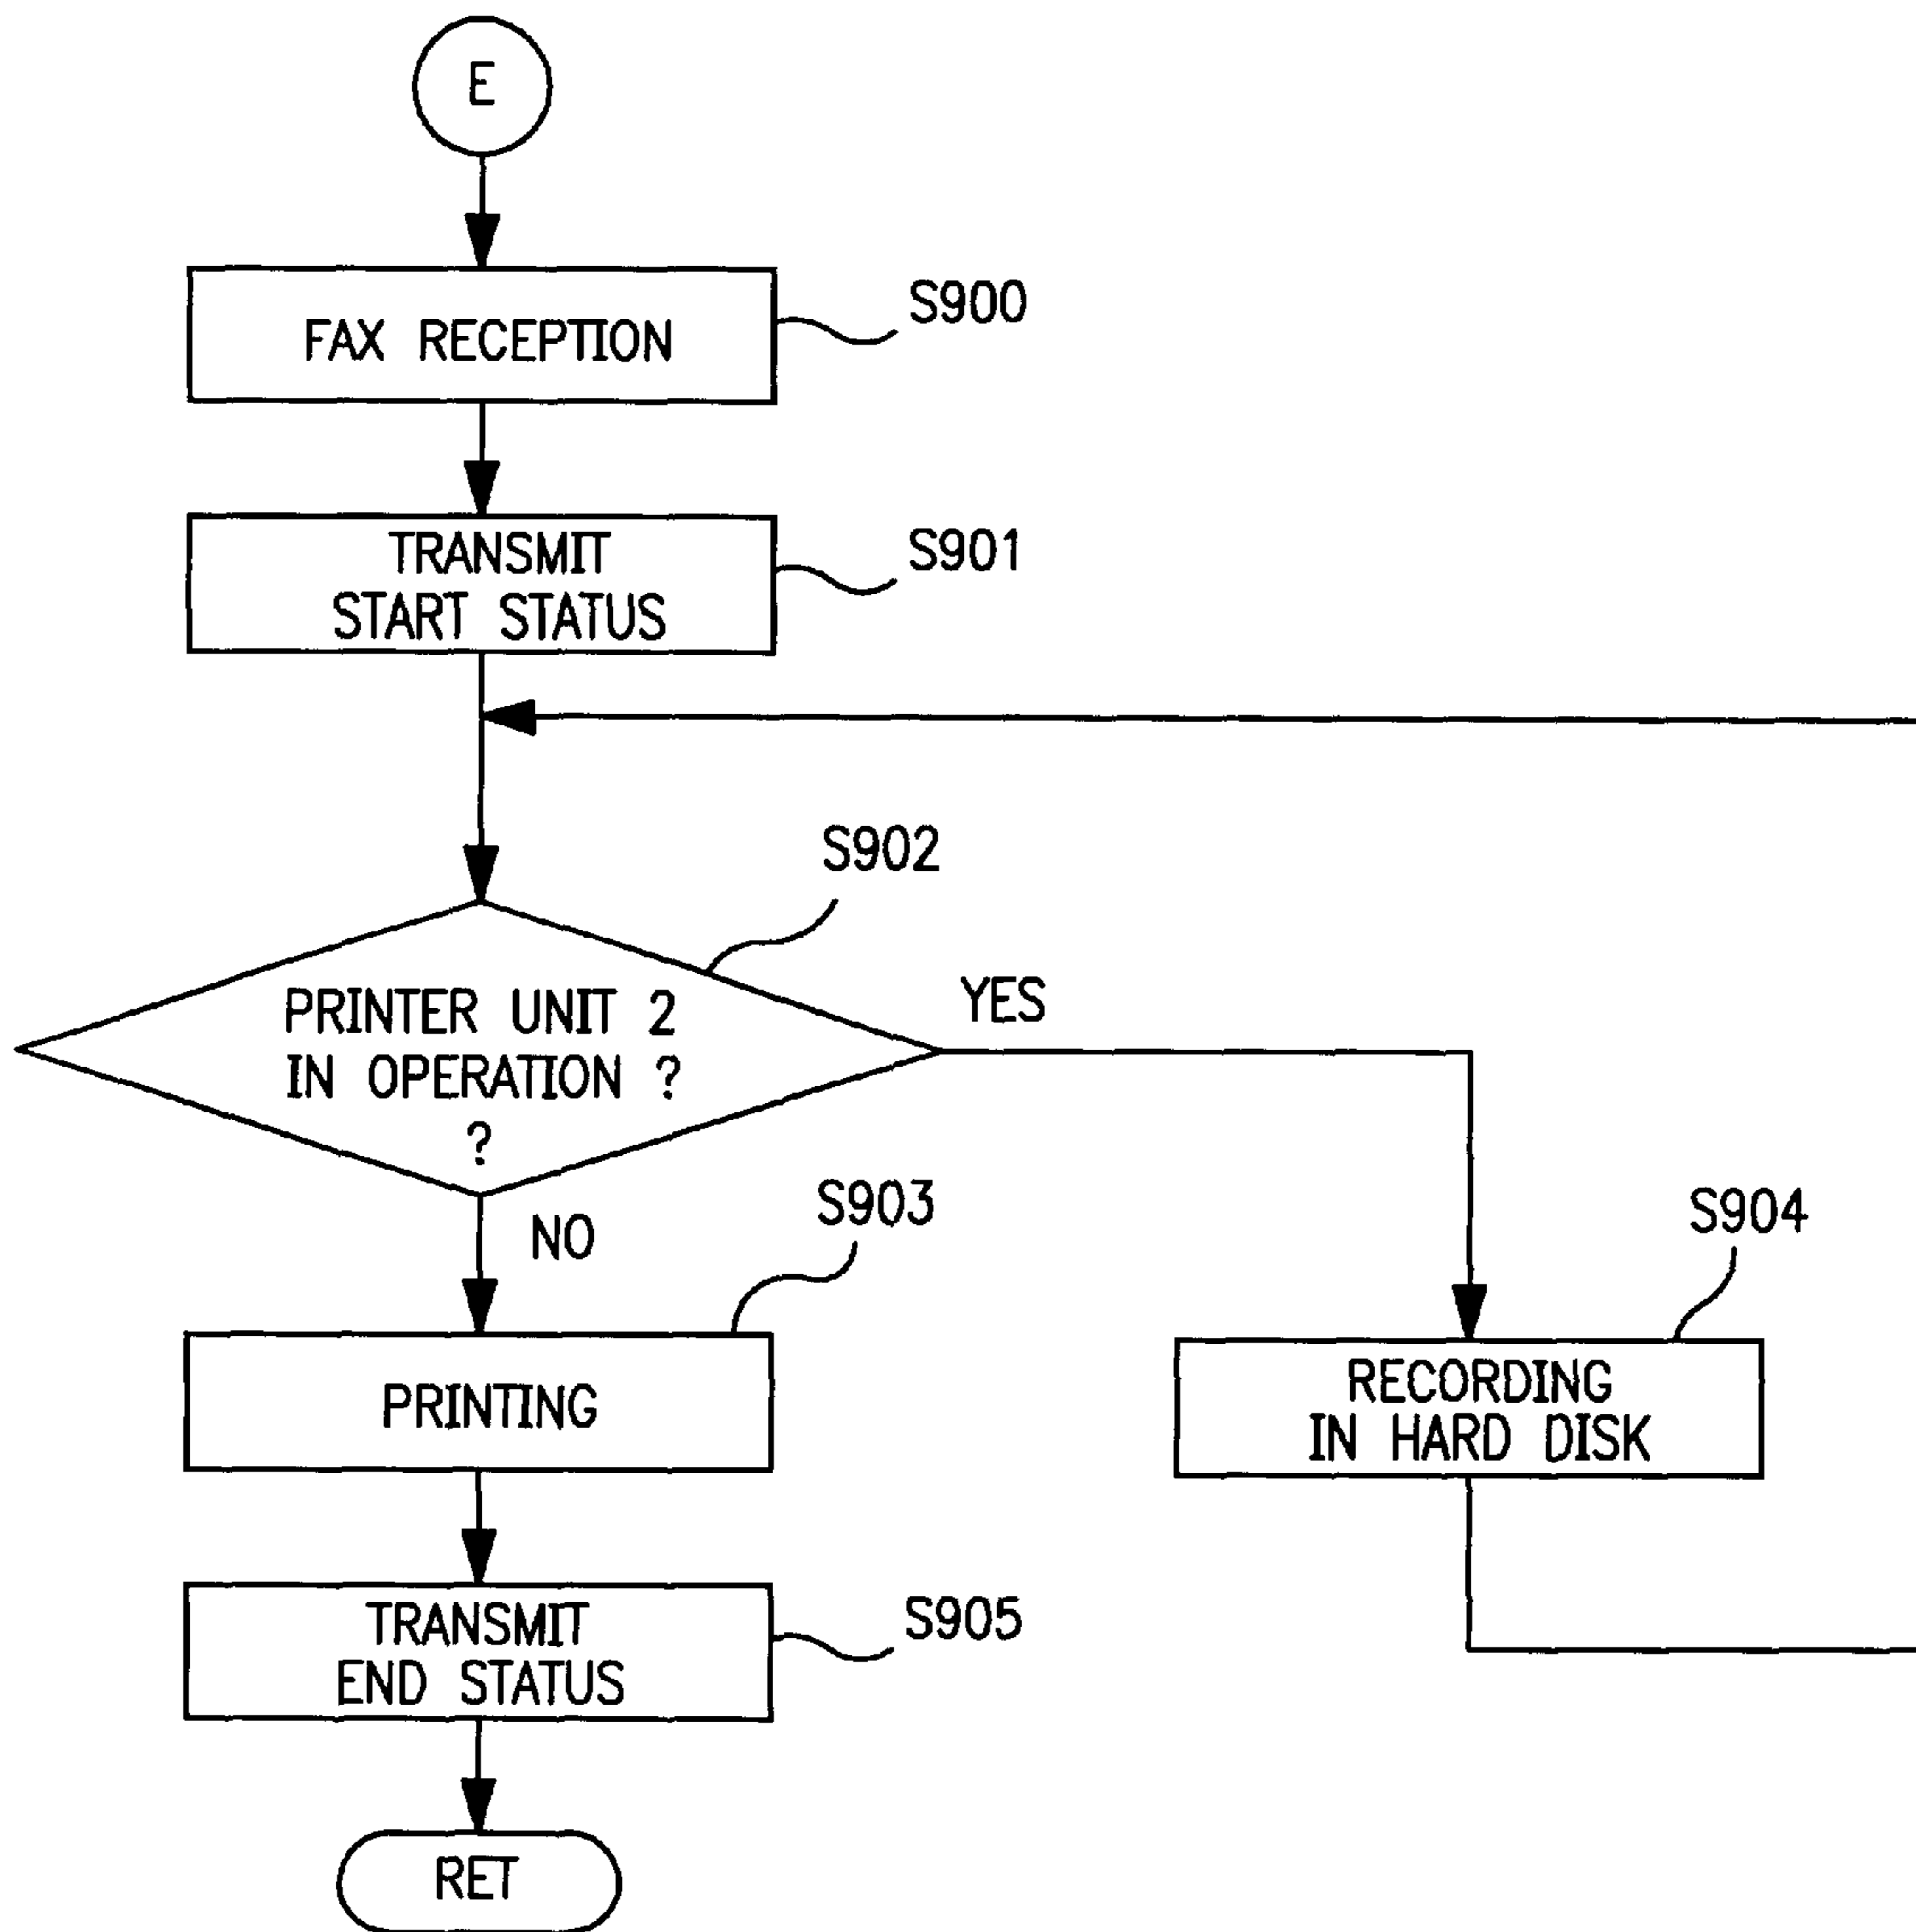 E
FAX RECEPTION
S900
TRANSMIT
START STATUS
S901
S902
PRINTER UNIT 2
IN OPERATION ?
?
YES
NO
S903
S904
PRINTING
RECORDING
IN HARD DISK
TRANSMIT
END STATUS
S905
RET